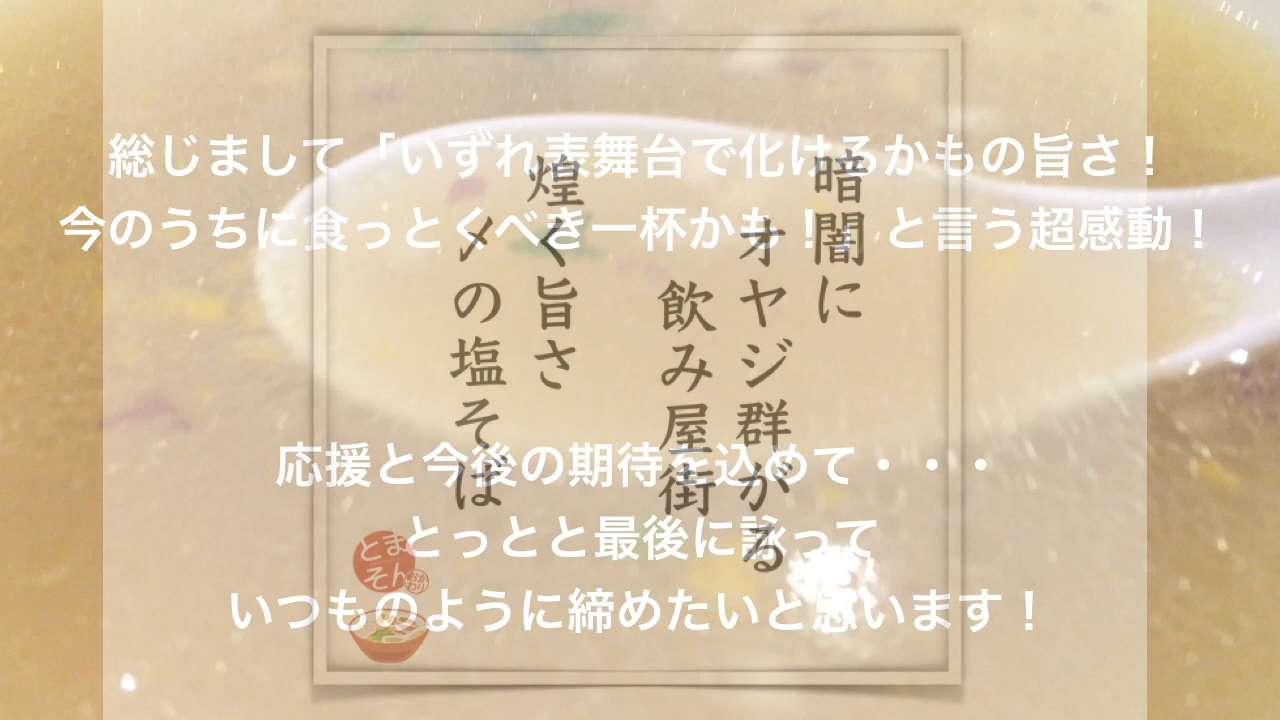 総じまして「いずれ表舞台で化けるかもの旨さ！
今のうちに食っとくべき一杯かも！」と言う超感動！
応援と今後の期待を込めて・・・
とっとと最後に詠って
いつものように締めたいと思います！
暗闇に
オヤジ群がる
飲み屋街
煌く旨さ
〆の塩そば
とま
そん